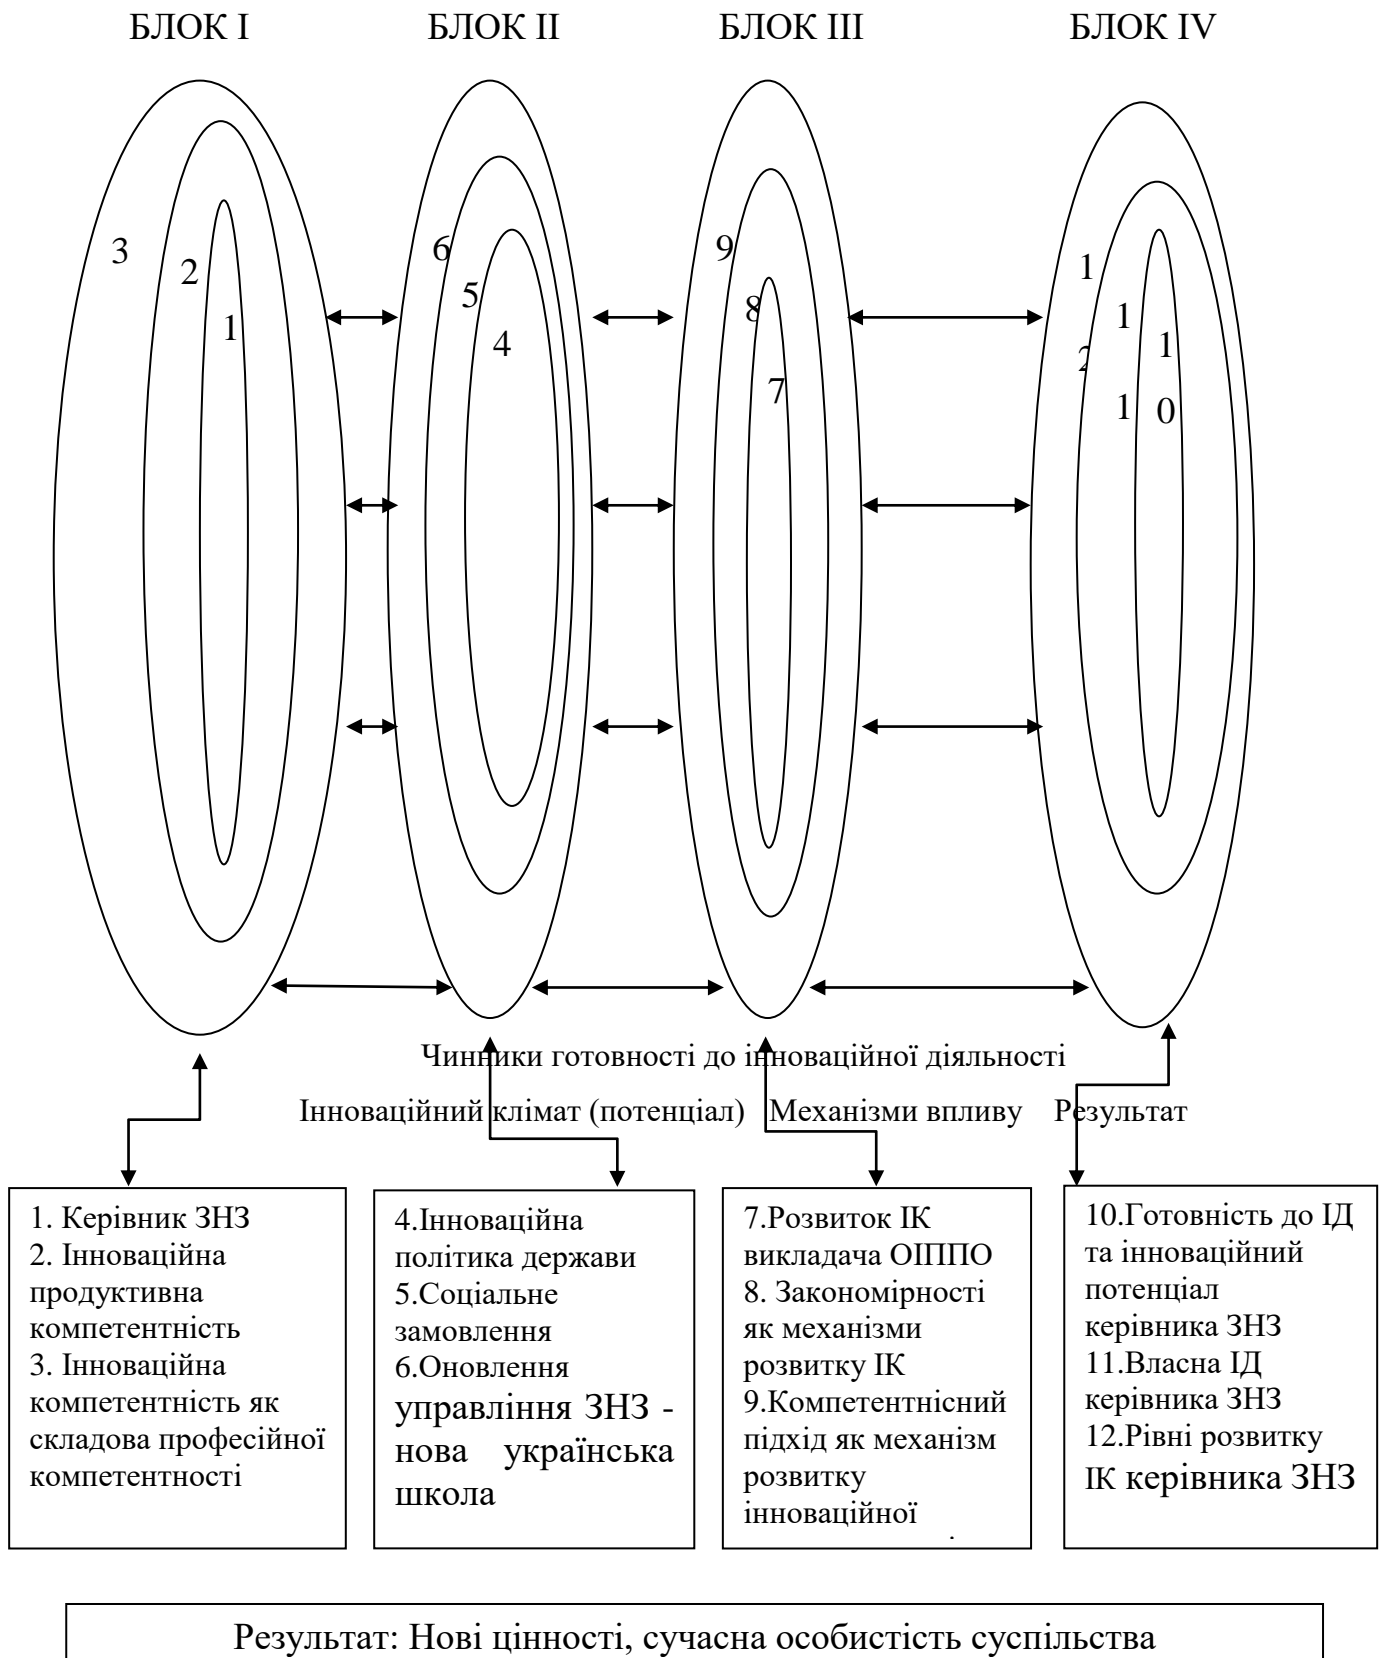 БЛОК І БЛОК ІІ БЛОК ІІІ БЛОК ІV
3
2
1
6
5
4
9
8
7
1
2
1
1
1
0
Чинники готовності до інноваційної діяльності
Інноваційний клімат (потенціал) Механізми впливу Результат
1. Керівник ЗНЗ
2. Інноваційна
продуктивна
компетентність
3. Інноваційна
компетентність як
складова професійної
компетентності
4.Інноваційна
політика держави
5.Соціальне
замовлення
6.Оновлення
управління ЗНЗ -
нова українська
школа
7.Розвиток ІК
викладача ОІППО
8. Закономірності
як механізми
розвитку ІК
9.Компетентнісний
підхід як механізм
розвитку
інноваційної
10.Готовність до ІД
та інноваційний
потенціал
керівника ЗНЗ
11.Власна ІД
керівника ЗНЗ
12.Рівні розвитку
ІК керівника ЗНЗ
Результат: Нові цінності, сучасна особистість суспільства